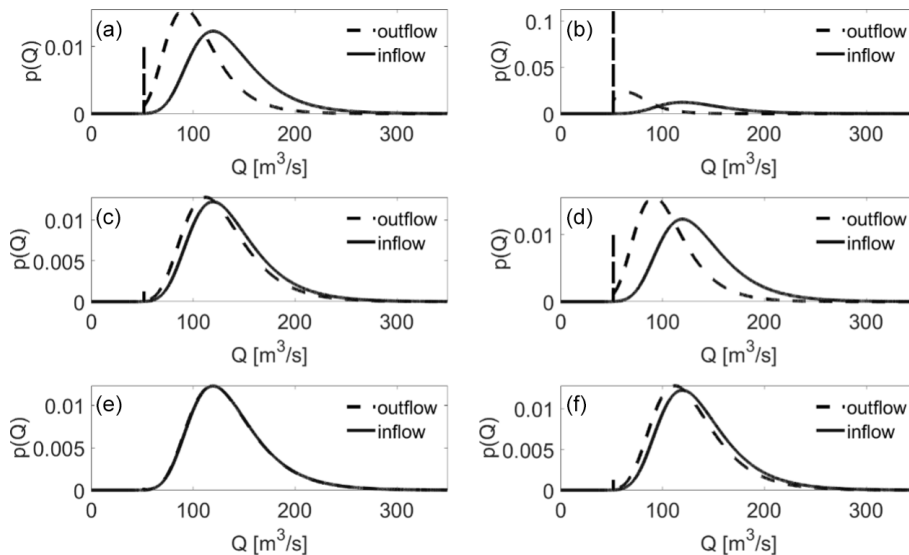 (a)
outflow
inflow
p(Q)
0.01
0
0 100 200 300
Q [m³/s]
(b)
outflow
inflow
p(Q)
0.1
0.05
0
0 100 200 300
Q [m³/s]
(c)
outflow
inflow
p(Q)
0.01
0.005
0
0 100 200 300
Q [m³/s]
(d)
outflow
inflow
p(Q)
0.01
0
0 100 200 300
Q [m³/s]
(e)
outflow
inflow
p(Q)
0.01
0.005
0
0 100 200 300
Q [m³/s]
(f)
outflow
inflow
p(Q)
0.01
0.005
0
0 100 200 300
Q [m³/s]